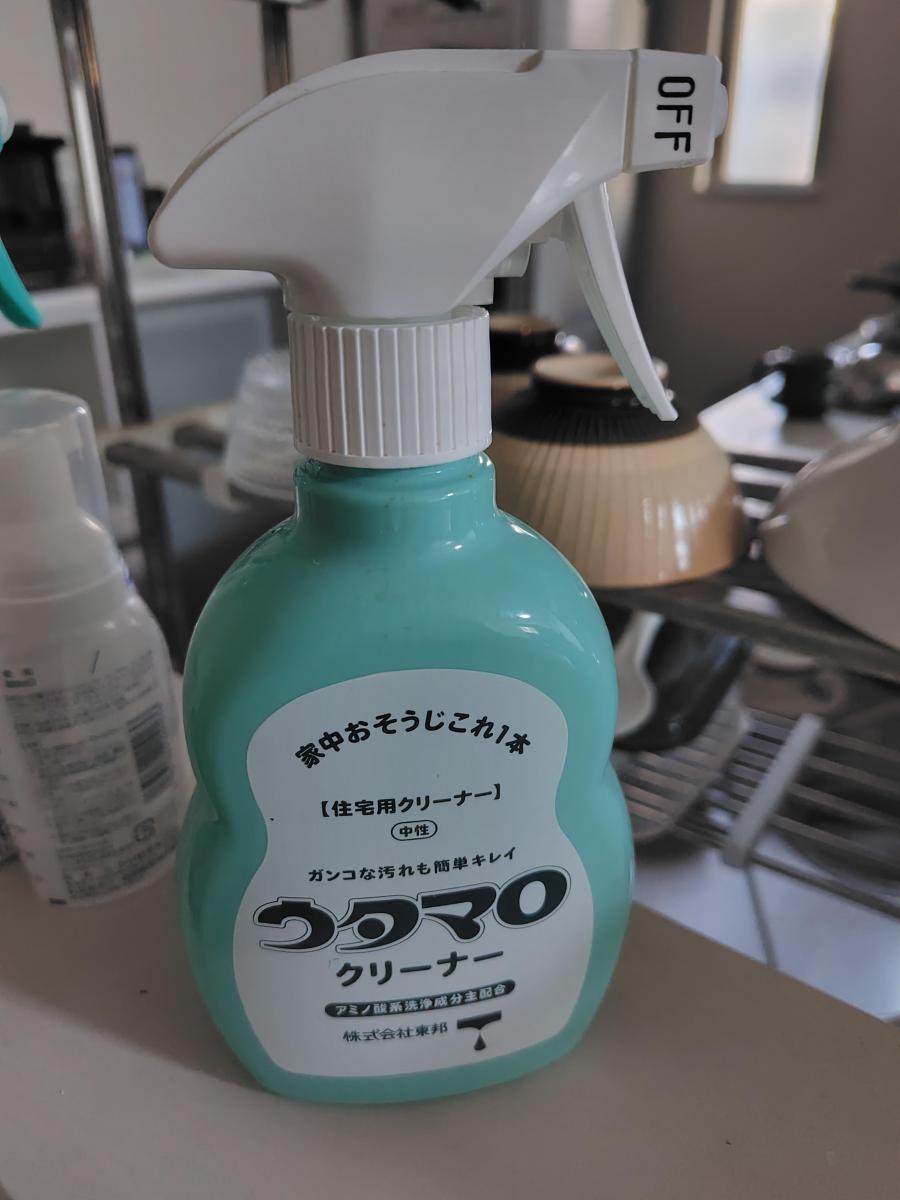 OFF
家中おそうじこれ1本
【住宅用クリーナー】
中性
ガンコな汚れも簡単キレイ
ウタマロ
クリーナー
アミノ酸系洗浄成分主配合
株式会社東邦